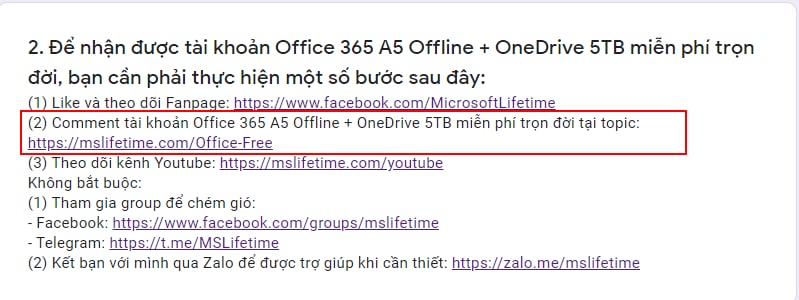 2. Để nhận được tài khoản Office 365 A5 Offline + OneDrive 5TB miễn phí trọn
đời, bạn cần phải thực hiện một số bước sau đây:
(1) Like và theo dõi Fanpage: https://www.facebook.com/MicrosoftLifetime
(2) Comment tài khoản Office 365 A5 Offline + OneDrive 5TB miễn phí trọn đời tại topic:
https://mslifetime.com/Office-Free
(3) Theo dõi kênh Youtube: https://mslifetime.com/youtube
Không bắt buộc:
(1) Tham gia group để chém gió:
- Facebook: https://www.facebook.com/groups/mslifetime
- Telegram: https://t.me/MSLifetime
(2) Kết bạn với mình qua Zalo để được trợ giúp khi cần thiết: https://zalo.me/mslifetime